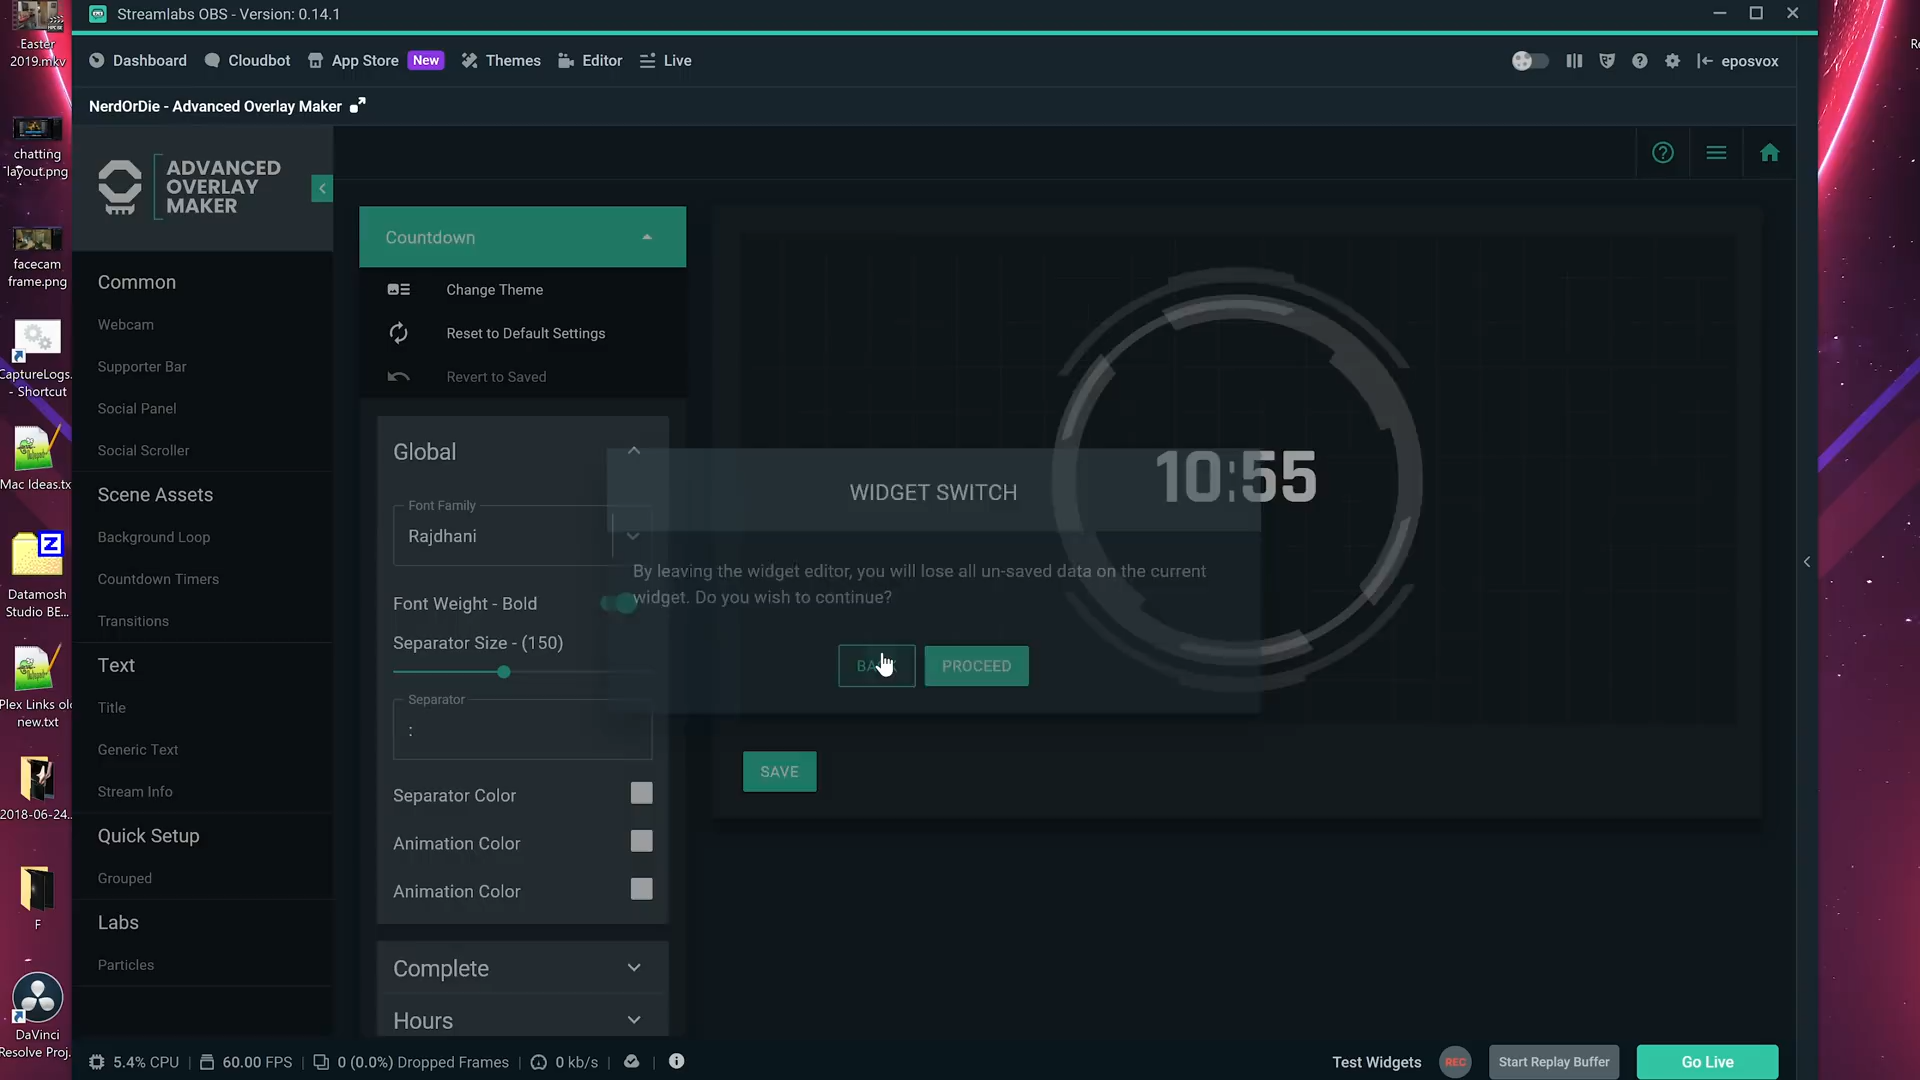 Streamlabs OBS - Version: 0.14.1
Dashboard
Cloudbot
App Store
New
Themes
Editor
Live
eposvox
NerdOrDie - Advanced Overlay Maker
ADVANCED
OVERLAY
MAKER
Common
Webcam
Supporter Bar
Social Panel
Social Scroller
Scene Assets
Background Loop
Countdown Timers
Transitions
Text
Title
Generic Text
Stream Info
Quick Setup
Grouped
Labs
Particles
Countdown
Change Theme
Reset to Default Settings
Revert to Saved
Global
Font Family
Rajdhani
Font Weight - Bold
Separator Size - (150)
Separator
:
Separator Color
Animation Color
Animation Color
Complete
Hours
10:55
WIDGET SWITCH
By leaving the widget editor, you will lose all un-saved data on the current
widget. Do you wish to continue?
PROCEED
SAVE
5.4% CPU
60.00 FPS
0 (0.0%) Dropped Frames
0 kb/s
Test Widgets
REC
Start Replay Buffer
Go Live
Easter
2019.mkv
chatting
layout.png
facecam
frame.png
CaptureLogs.
- Shortcut
Mac Ideas.tx
Z
Datamosh
Studio BE...
Plex Links
new.txt
2018-06-24..
F
DaVinci
Resolve Proj.